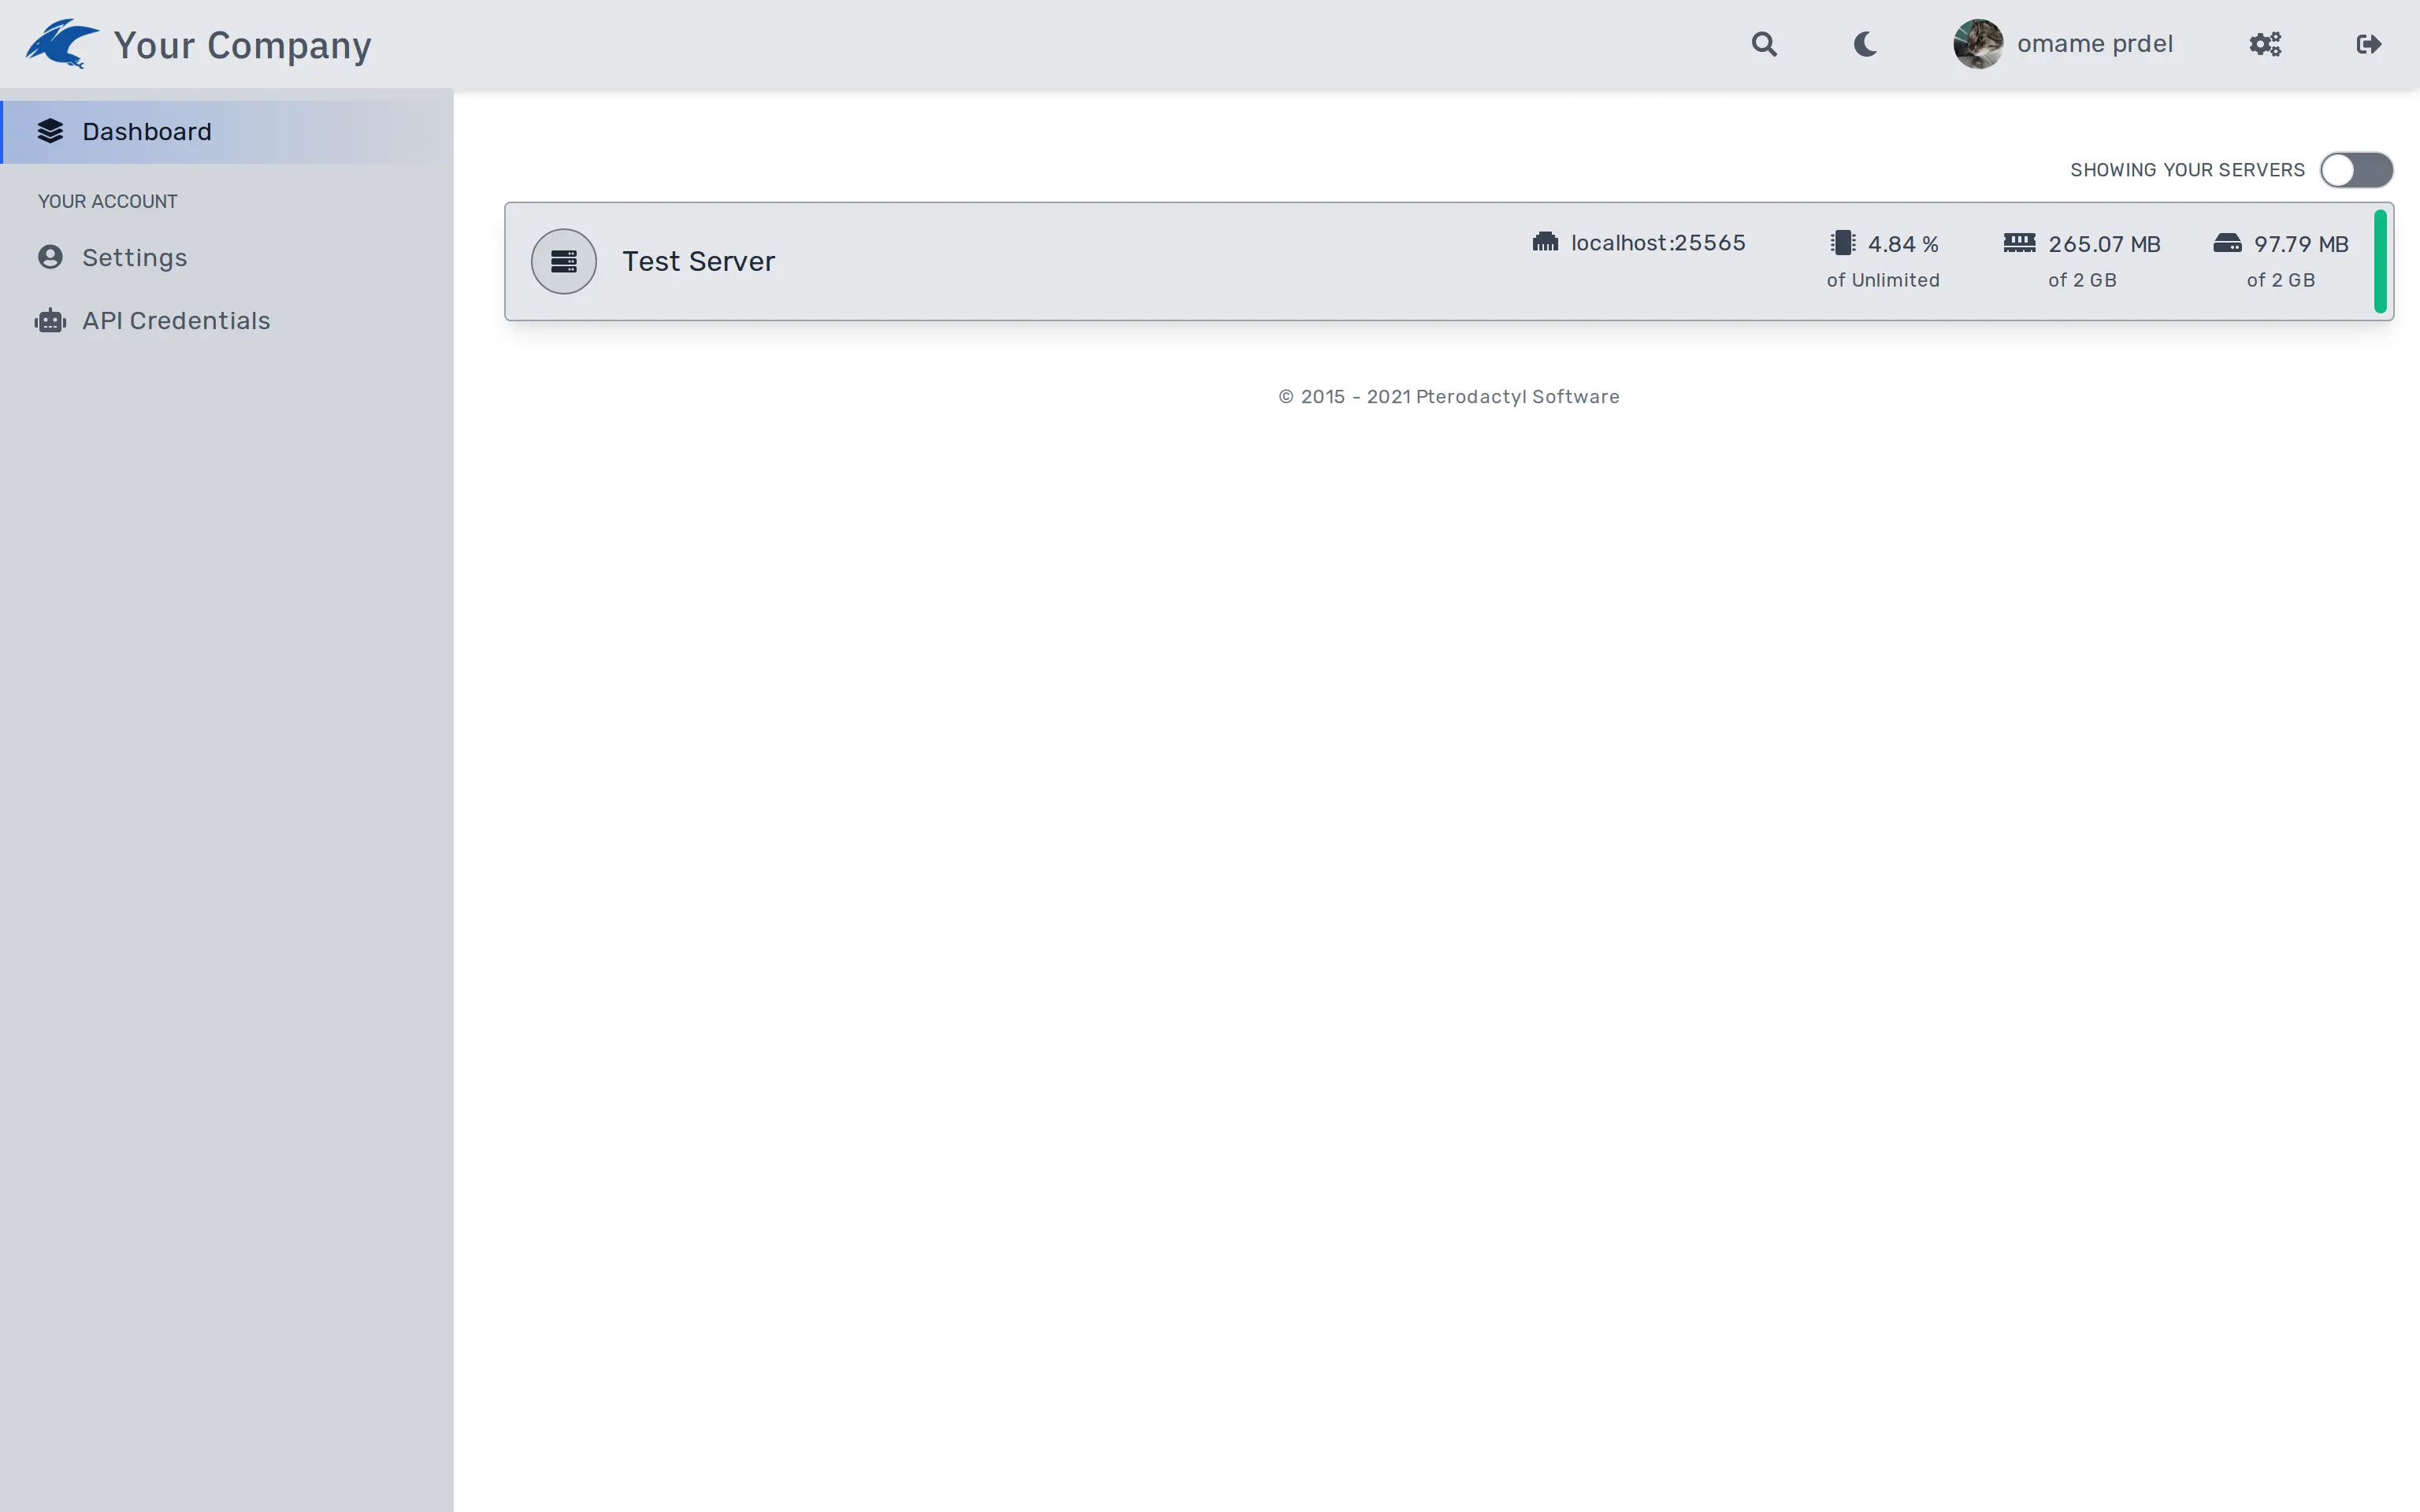 Your Company
omame prdel
Dashboard
YOUR ACCOUNT
Settings
API Credentials
SHOWING YOUR SERVERS
Test Server
localhost:25565
4.84 %
of Unlimited
265.07 MB
of 2 GB
97.79 MB
of 2 GB
© 2015 - 2021 Pterodactyl Software